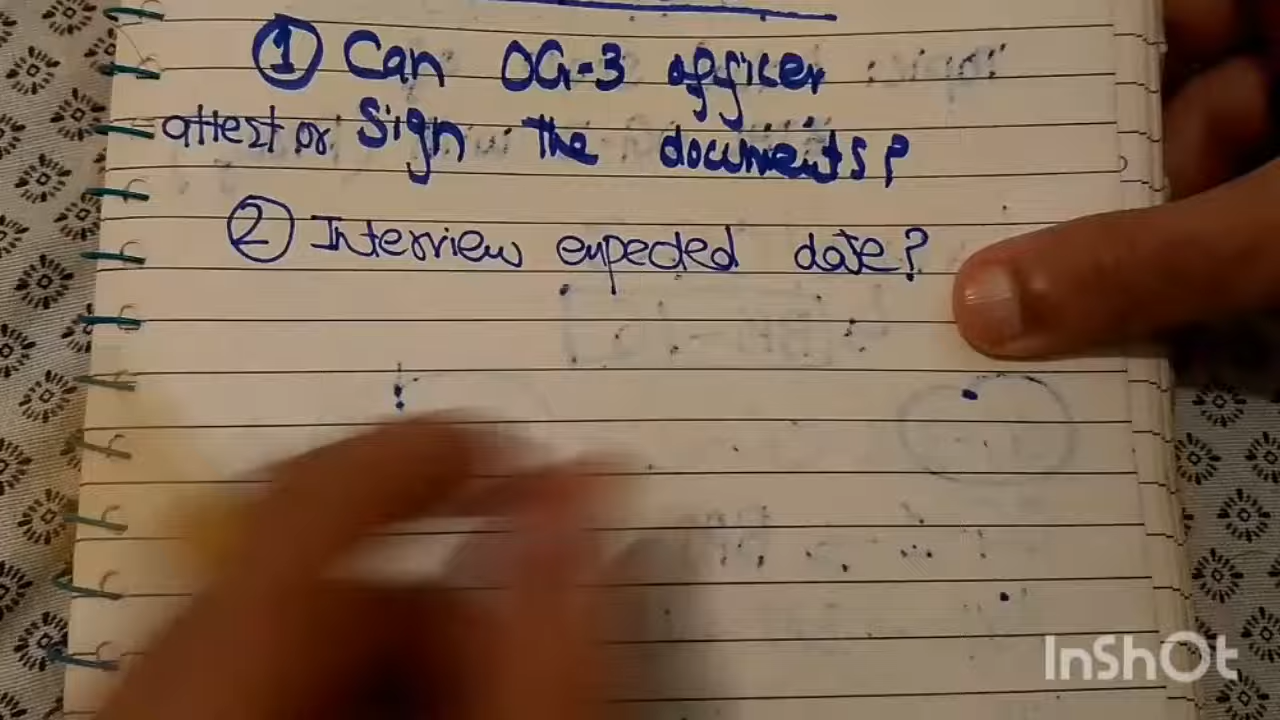 ① Can OG-3 officer
attest or Sign the documents?
② Interview expected date?
InShOt